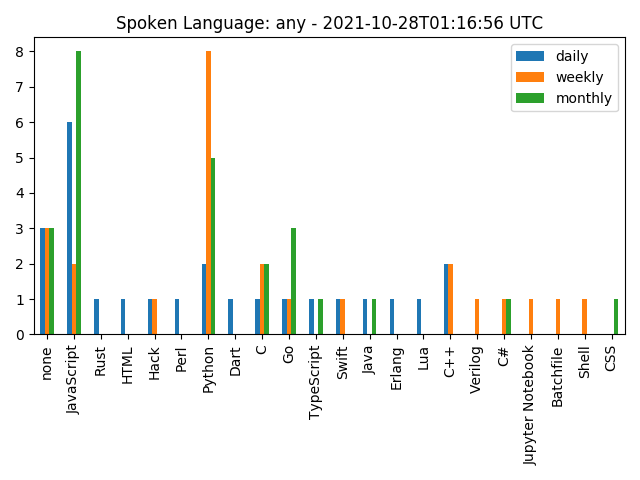 Spoken Language: any - 2021-10-28T01:16:56 UTC
daily
weekly
monthly
8
7
6
5
4
3
2
1
0
none
JavaScript
Rust
HTML
Hack
Perl
Python
Dart
C
Go
TypeScript
Swift
Java
Erlang
Lua
C++
Verilog
C#
Jupyter Notebook
Batchfile
Shell
CSS